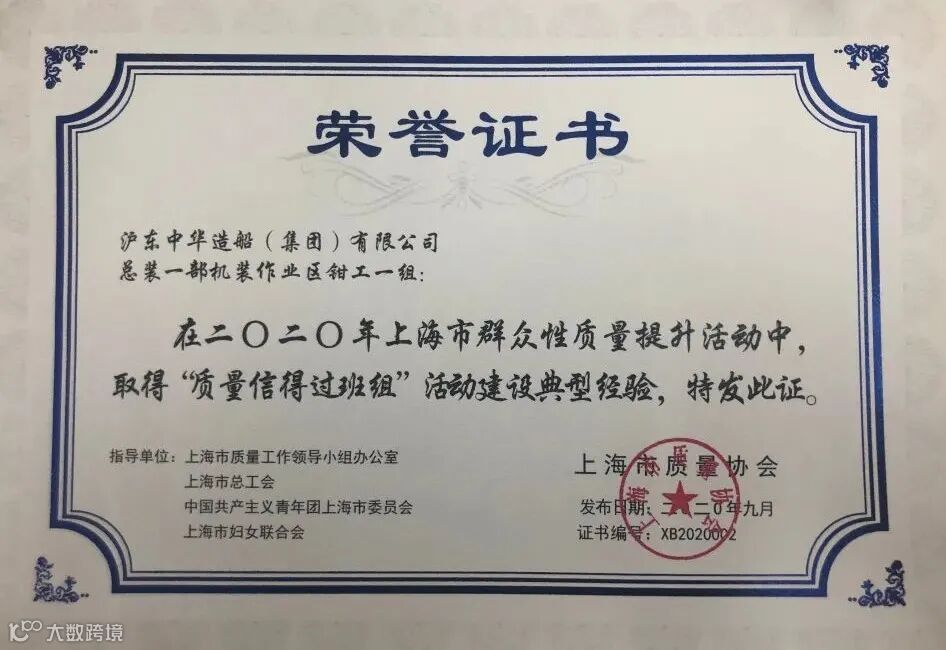 荣誉证书
沪东中华造船（集团）有限公司
总装一部机装作业区钳工一组：
在二〇二〇年上海市群众性质量提升活动中，
取得“质量信得过班组”活动建设典型经验，特发此证。
指导单位：上海市质量工作领导小组办公室
上海市总工会
中国共产主义青年团上海市委员会
上海市妇女联合会
上海市质量协会
发布日期：二〇二〇年九月
证书编号：XB2020002
上海市质量协会
大数跨境